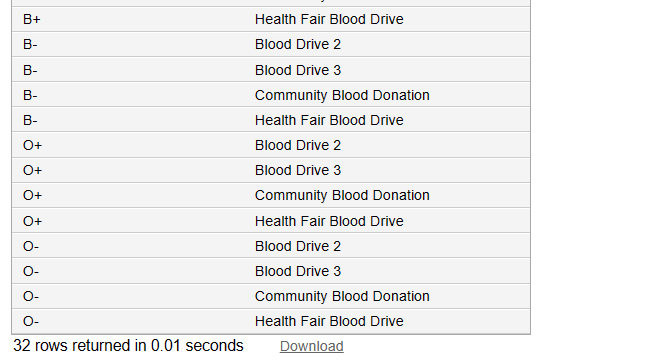 B+ Health Fair Blood Drive
B- Blood Drive 2
B- Blood Drive 3
B- Community Blood Donation
B- Health Fair Blood Drive
O+ Blood Drive 2
O+ Blood Drive 3
O+ Community Blood Donation
O+ Health Fair Blood Drive
O- Blood Drive 2
O- Blood Drive 3
O- Community Blood Donation
O- Health Fair Blood Drive
32 rows returned in 0.01 seconds Download